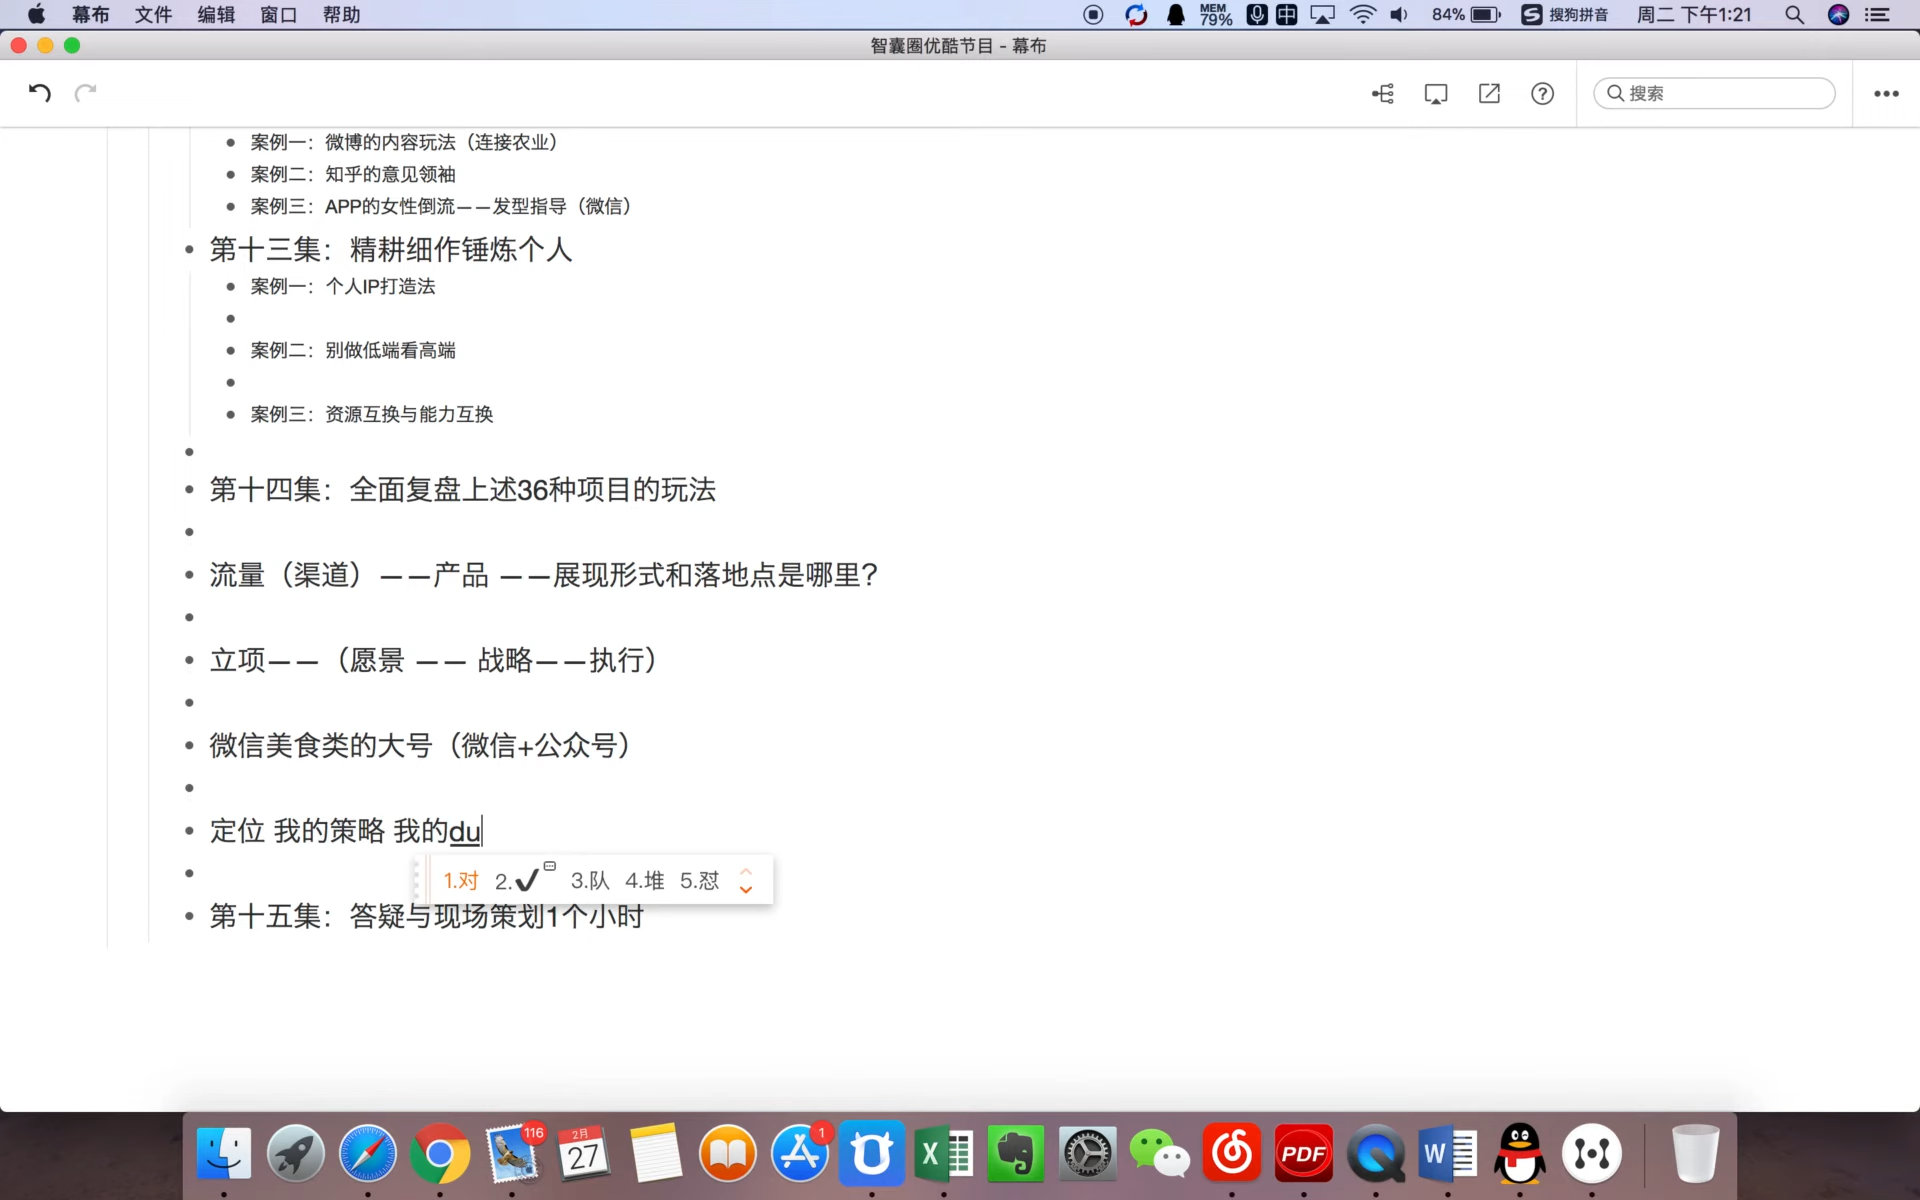 幕布 文件 编辑 窗口 帮助 MEM 79% 中 84% 搜狗拼音 周二 下午1:21
智囊圈优酷节目 - 幕布
搜索
案例一：微博的内容玩法（连接农业）
案例二：知乎的意见领袖
案例三：APP的女性倒流——发型指导（微信）
第十三集：精耕细作锤炼个人
案例一：个人IP打造法
案例二：别做低端看高端
案例三：资源互换与能力互换
第十四集：全面复盘上述36种项目的玩法
流量（渠道）——产品 ——展现形式和落地点是哪里？
立项——（愿景 —— 战略——执行）
微信美食类的大号（微信+公众号）
定位 我的策略 我的du
1.对 2.✓ 3.队 4.堆 5.怼
第十五集：答疑与现场策划1个小时
116 2月 27 1 X PDF W